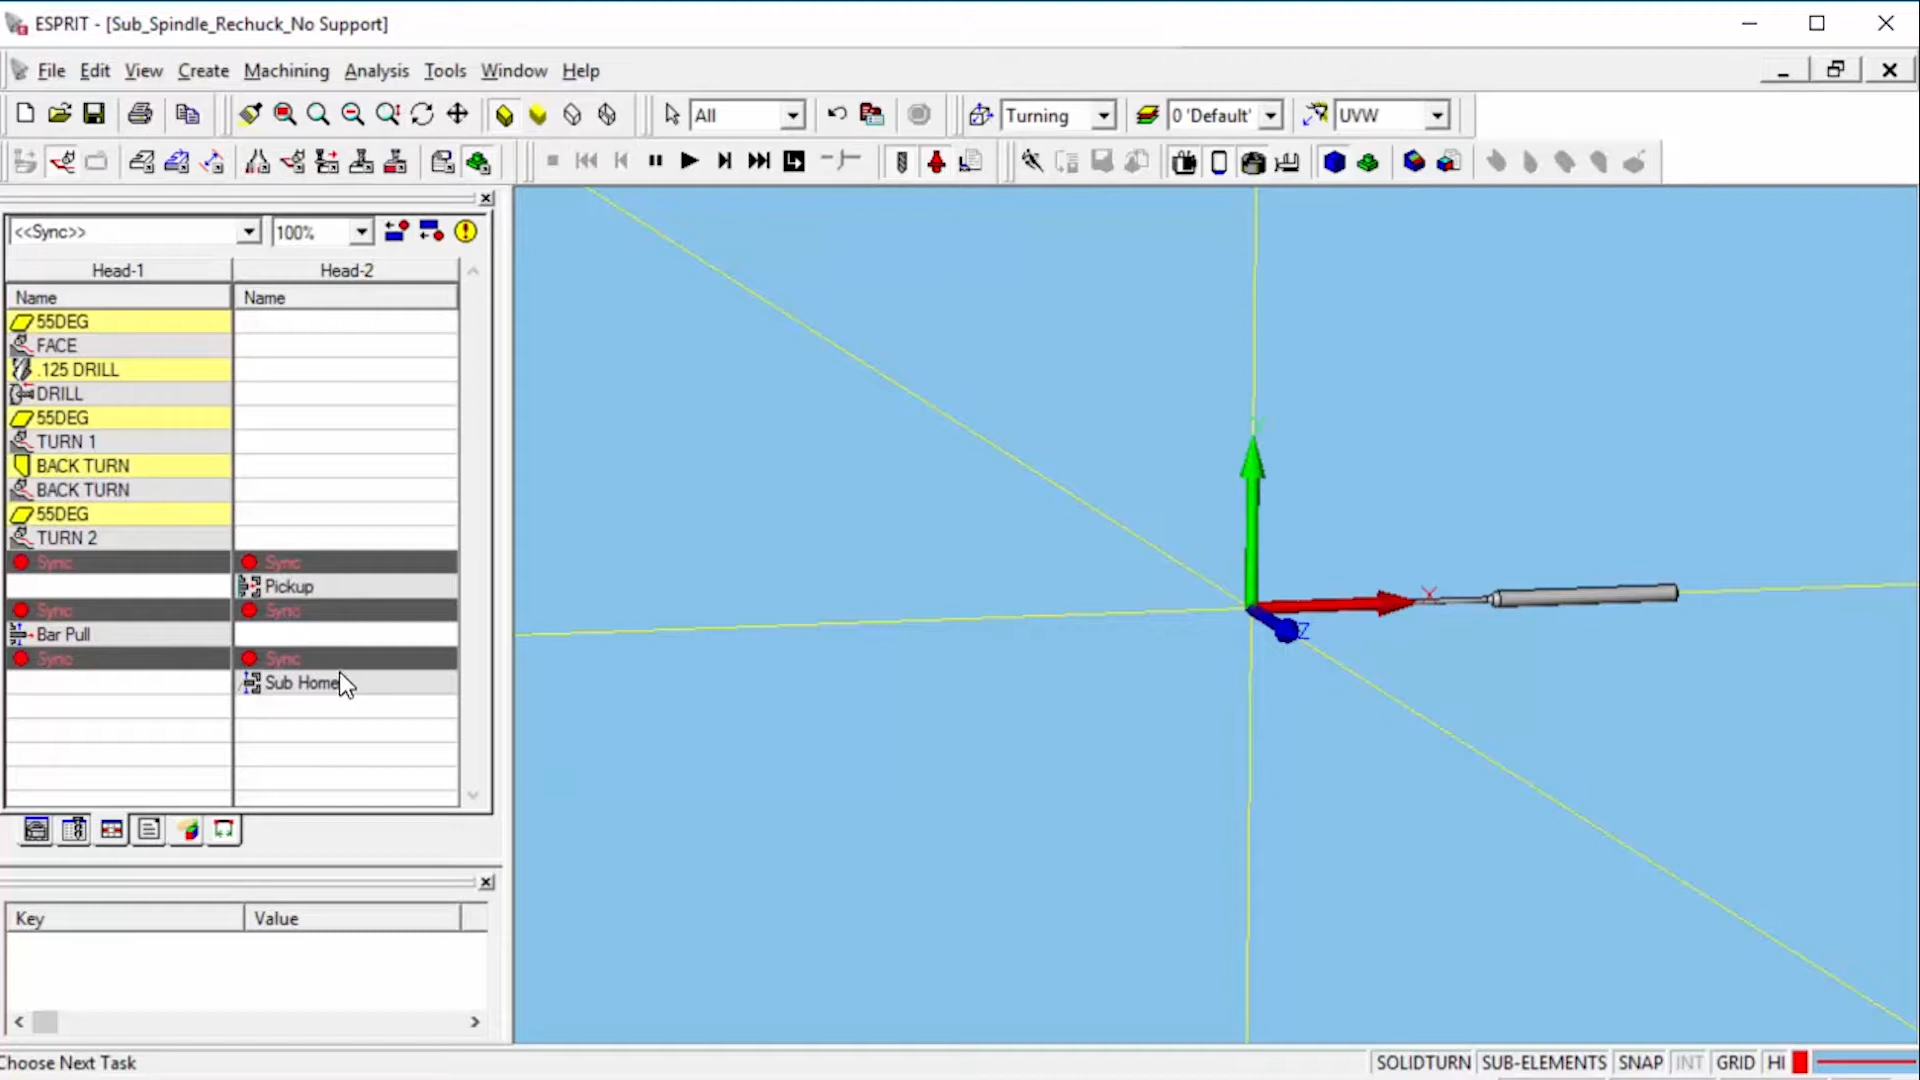 ESPRIT - [Sub_Spindle_Rechuck_No Support]
File Edit View Create Machining Analysis Tools Window Help
All Turning 0 'Default' UVW
<<Sync>> 100%
Head-1 Head-2
Name Name
55DEG
FACE
.125 DRILL
DRILL
55DEG
TURN 1
BACK TURN
BACK TURN
55DEG
TURN 2
Sync Sync
Pickup
Sync Sync
Bar Pull
Sync Sync
Sub Home
Y
X
Z
Key Value
Choose Next Task
SOLIDTURN SUB-ELEMENTS SNAP INT GRID HI